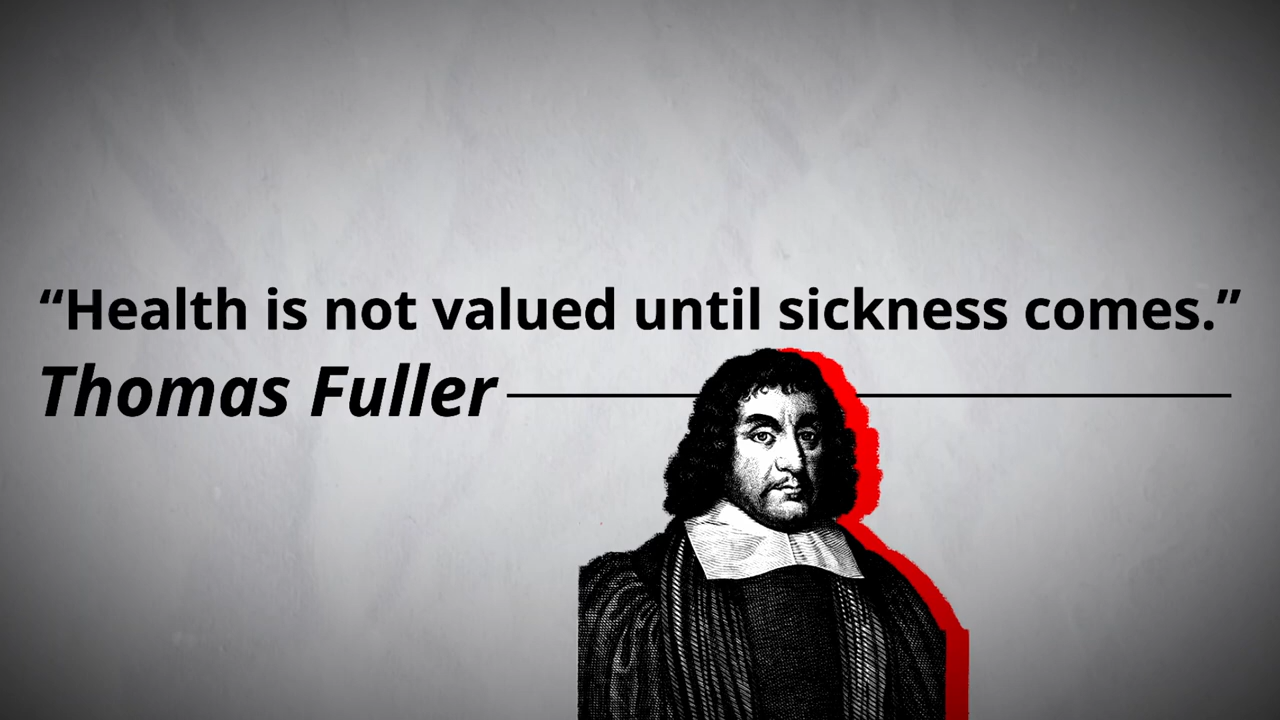 “Health is not valued until sickness comes.”
Thomas Fuller